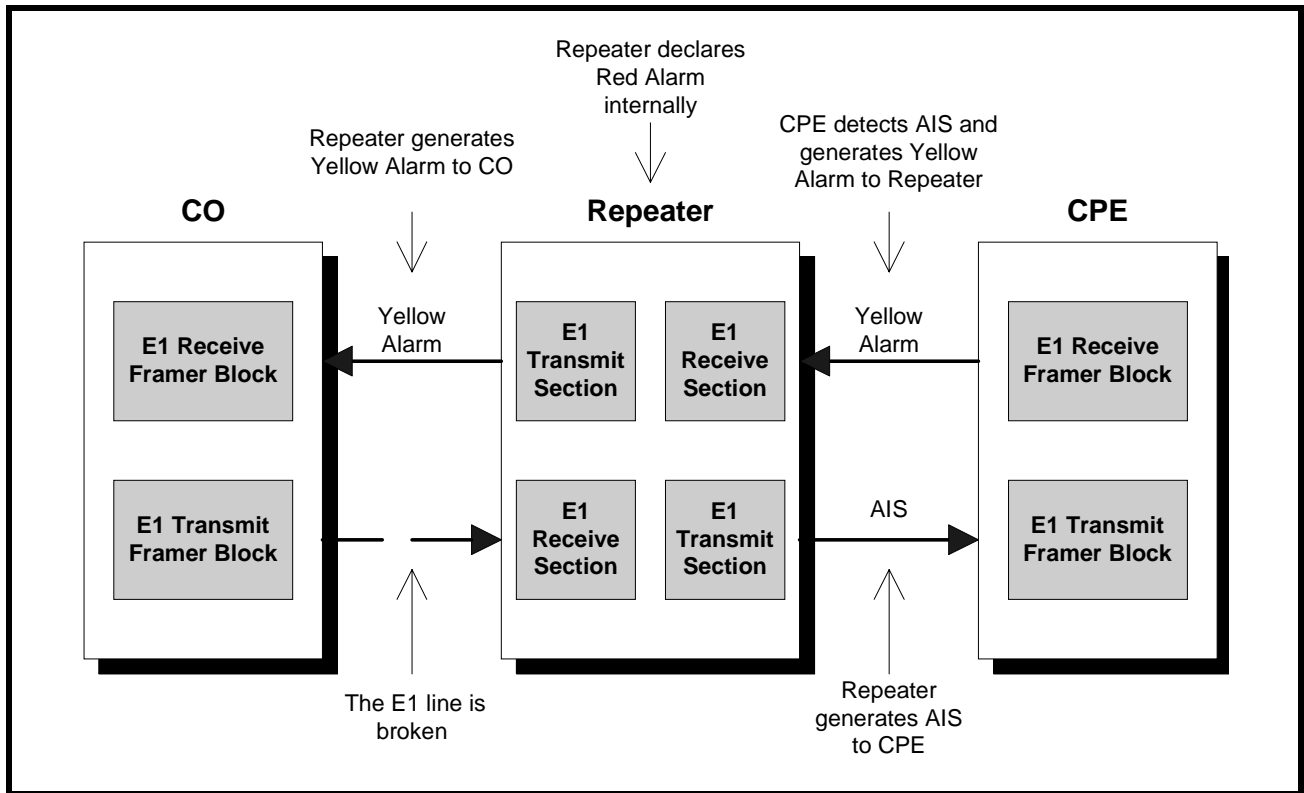 Repeater declares
Red Alarm
internally
Repeater generates
Yellow Alarm to CO
CPE detects AIS and
generates Yellow
Alarm to Repeater
CO
Repeater
CPE
E1 Receive
Framer Block
Yellow
Alarm
E1
Transmit
Section
E1
Receive
Section
Yellow
Alarm
E1 Receive
Framer Block
E1 Transmit
Framer Block
E1
Receive
Section
E1
Transmit
Section
AIS
E1 Transmit
Framer Block
The E1 line is
broken
Repeater
generates AIS
to CPE